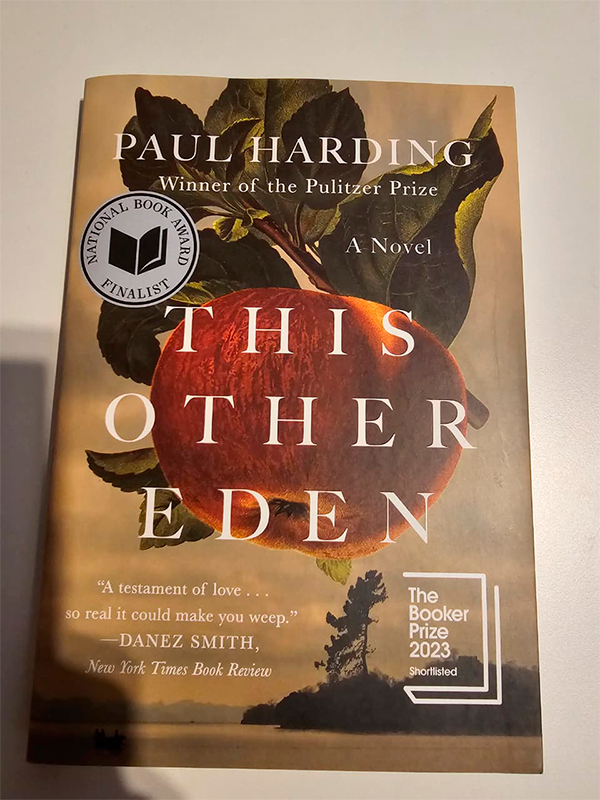 PAUL HARDING
Winner of the Pulitzer Prize
A Novel
NATIONAL BOOK AWARD
FINALIST
THIS
OTHER
EDEN
“A testament of love . . .
so real it could make you weep.”
—DANEZ SMITH,
New York Times Book Review
The
Booker
Prize
2023
Shortlisted